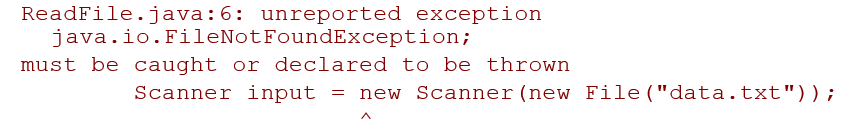 ReadFile.java:6: unreported exception
java.io.FileNotFoundException;
must be caught or declared to be thrown
Scanner input = new Scanner(new File("data.txt"));
^